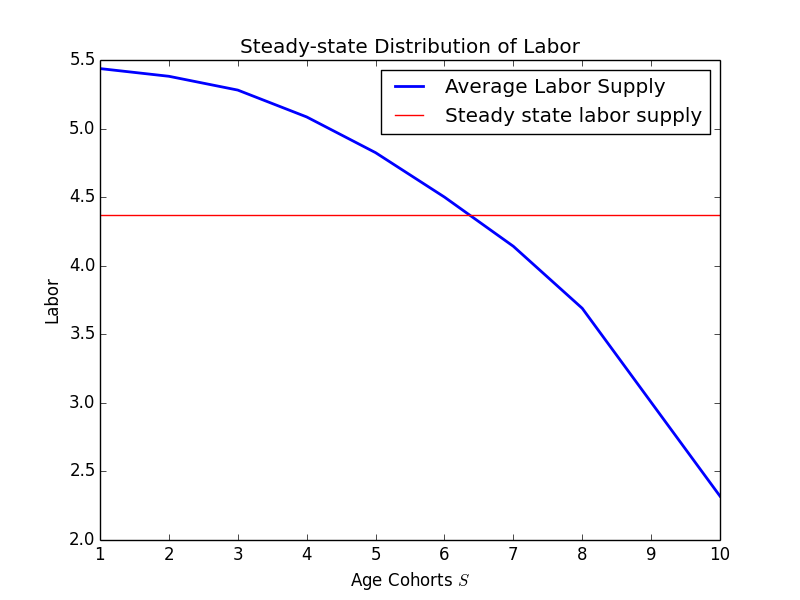 Steady-state Distribution of Labor
Average Labor Supply
Steady state labor supply
5.5
5.0
4.5
4.0
3.5
3.0
2.5
2.0
Labor
1 2 3 4 5 6 7 8 9 10
Age Cohorts S